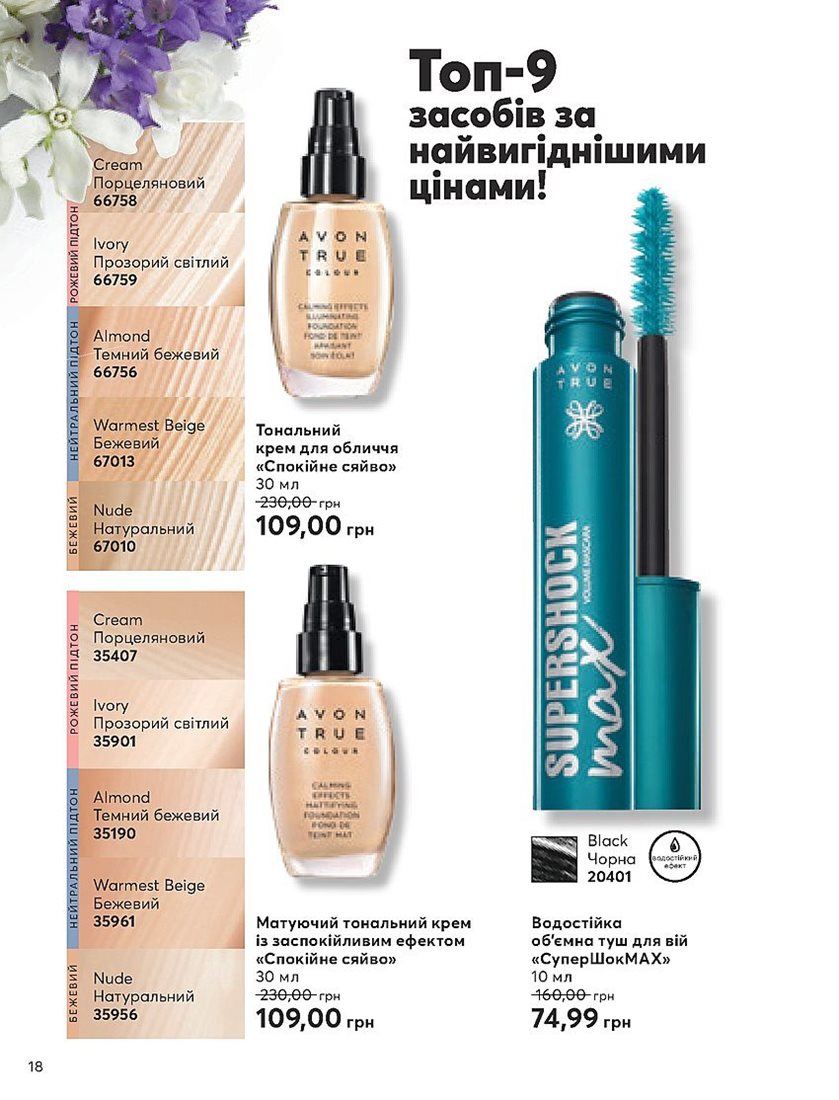 Топ-9
засобів за
найвигіднішими
цінами!
РОЖЕВИЙ ПІДТОН
Cream
Порцеляновий
66758
Ivory
Прозорий світлий
66759
НЕЙТРАЛЬНИЙ ПІДТОН
Almond
Темний бежевий
66756
Warmest Beige
Бежевий
67013
БЕЖЕВИЙ
Nude
Натуральний
67010
AVON
TRUE
COLOUR
CALMING EFFECTS
ILLUMINATING
FOUNDATION
FOND DE TEINT
APAISANT
SOIN ÉCLAT
Тональний
крем для обличчя
«Спокійне сяйво»
30 мл
230,00 грн
109,00 грн
РОЖЕВИЙ ПІДТОН
Cream
Порцеляновий
35407
Ivory
Прозорий світлий
35901
НЕЙТРАЛЬНИЙ ПІДТОН
Almond
Темний бежевий
35190
Warmest Beige
Бежевий
35961
БЕЖЕВИЙ
Nude
Натуральний
35956
AVON
TRUE
COLOUR
CALMING
EFFECTS
MATTIFYING
FOUNDATION
FOND DE
TEINT MAT
Матуючий тональний крем
із заспокійливим ефектом
«Спокійне сяйво»
30 мл
230,00 грн
109,00 грн
AVON
TRUE
SUPERSHOCK
max
VOLUME MASCARA
Black
Чорна
20401
водостійкий
ефект
Водостійка
об'ємна туш для вій
«СуперШокMAX»
10 мл
160,00 грн
74,99 грн
18